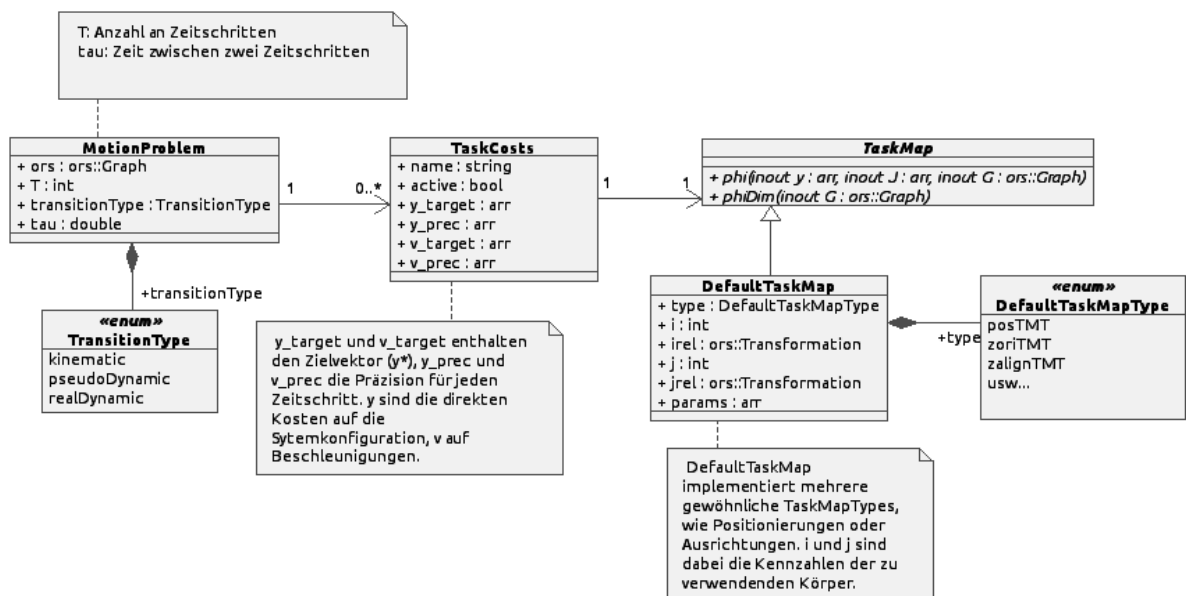 T: Anzahl an Zeitschritten
tau: Zeit zwischen zwei Zeitschritten
MotionProblem
+ ors : ors::Graph
+ T : int
+ transitionType : TransitionType
+ tau : double
1
0..*
TaskCosts
+ name : string
+ active : bool
+ y_target : arr
+ y_prec : arr
+ v_target : arr
+ v_prec : arr
1
1
TaskMap
+ phi(inout y : arr, inout J : arr, inout G : ors::Graph)
+ phiDim(inout G : ors::Graph)
+transitionType
«enum»
TransitionType
kinematic
pseudoDynamic
realDynamic
y_target und v_target enthalten
den Zielvektor (y*), y_prec und
v_prec die Präzision für jeden
Zeitschritt. y sind die direkten
Kosten auf die
Sytemkonfiguration, v auf
Beschleunigungen.
DefaultTaskMap
+ type : DefaultTaskMapType
+ i : int
+ irel : ors::Transformation
+ j : int
+ jrel : ors::Transformation
+ params : arr
+type
«enum»
DefaultTaskMapType
posTMT
zoriTMT
zalignTMT
usw...
DefaultTaskMap
implementiert mehrere
gewöhnliche TaskMapTypes,
wie Positionierungen oder
Ausrichtungen. i und j sind
dabei die Kennzahlen der zu
verwendenden Körper.